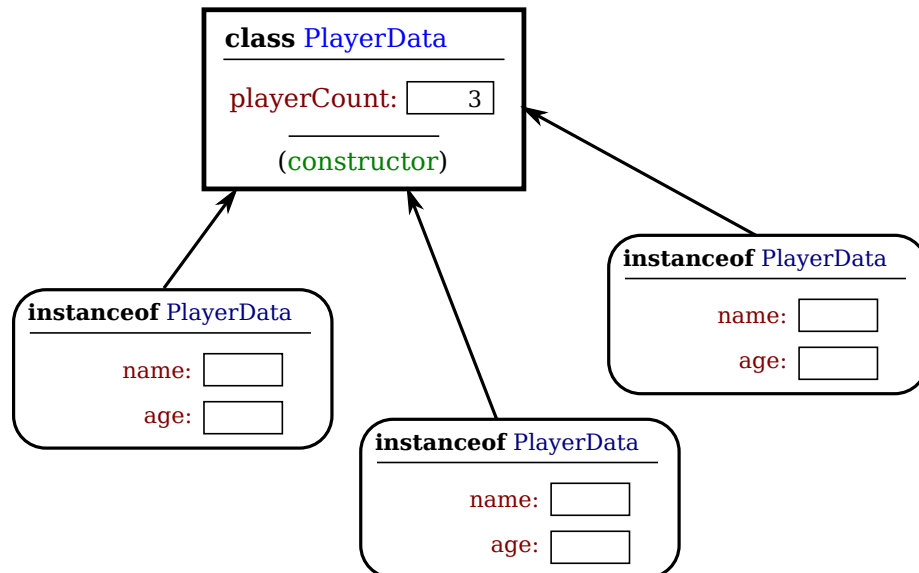 class PlayerData
playerCount: 3
(constructor)
instanceof PlayerData
name:
age:
instanceof PlayerData
name:
age:
instanceof PlayerData
name:
age: